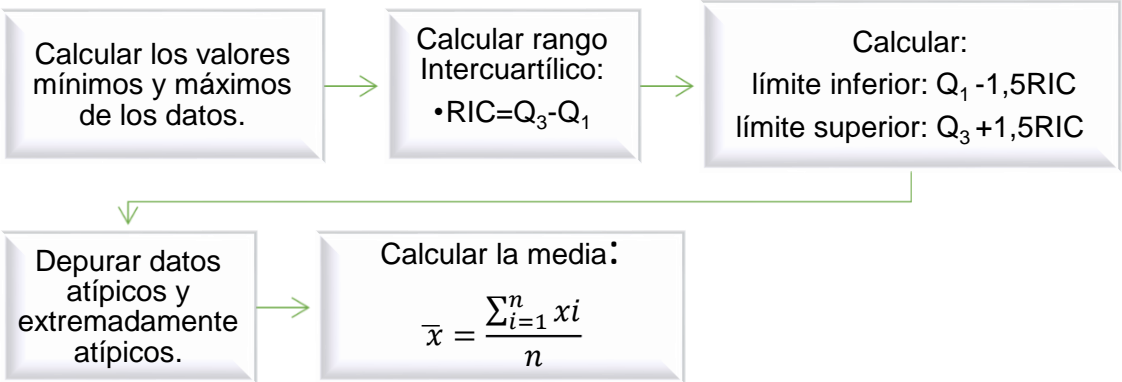 Calcular los valores
mínimos y máximos
de los datos.
Calcular rango
Intercuartílico:
•RIC=Q₃-Q₁
Calcular:
límite inferior: Q₁ -1,5RIC
límite superior: Q₃ +1,5RIC
Depurar datos
atípicos y
extremadamente
atípicos.
Calcular la media:
x̅ = (∑ⁿᵢ₌₁ xi) / n